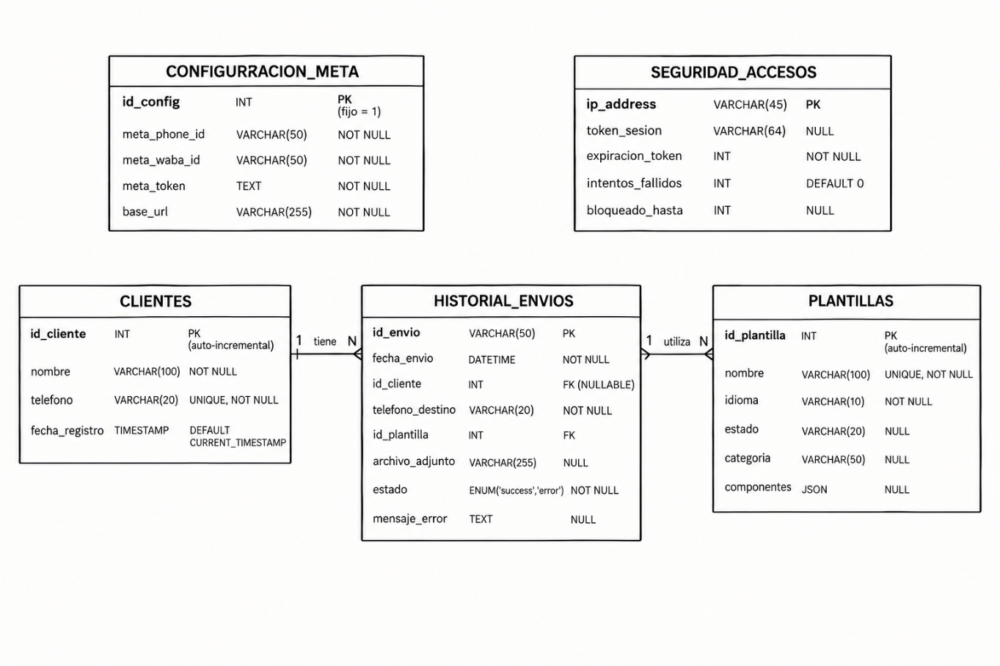 CONFIGURRACION_META
id_config INT PK
(fijo = 1)
meta_phone_id VARCHAR(50) NOT NULL
meta_waba_id VARCHAR(50) NOT NULL
meta_token TEXT NOT NULL
base_url VARCHAR(255) NOT NULL
SEGURIDAD_ACCESOS
ip_address VARCHAR(45) PK
token_sesion VARCHAR(64) NULL
expiracion_token INT NOT NULL
intentos_fallidos INT DEFAULT 0
bloqueado_hasta INT NULL
CLIENTES
id_cliente INT PK
(auto-incremental)
nombre VARCHAR(100) NOT NULL
telefono VARCHAR(20) UNIQUE, NOT NULL
fecha_registro TIMESTAMP DEFAULT
CURRENT_TIMESTAMP
1 tiene N
HISTORIAL_ENVIOS
id_envio VARCHAR(50) PK
fecha_envio DATETIME NOT NULL
id_cliente INT FK (NULLABLE)
telefono_destino VARCHAR(20) NOT NULL
id_plantilla INT FK
archivo_adjunto VARCHAR(255) NULL
estado ENUM('success','error') NOT NULL
mensaje_error TEXT NULL
1 utiliza N
PLANTILLAS
id_plantilla INT PK
(auto-incremental)
nombre VARCHAR(100) UNIQUE, NOT NULL
idioma VARCHAR(10) NOT NULL
estado VARCHAR(20) NULL
categoria VARCHAR(50) NULL
componentes JSON NULL